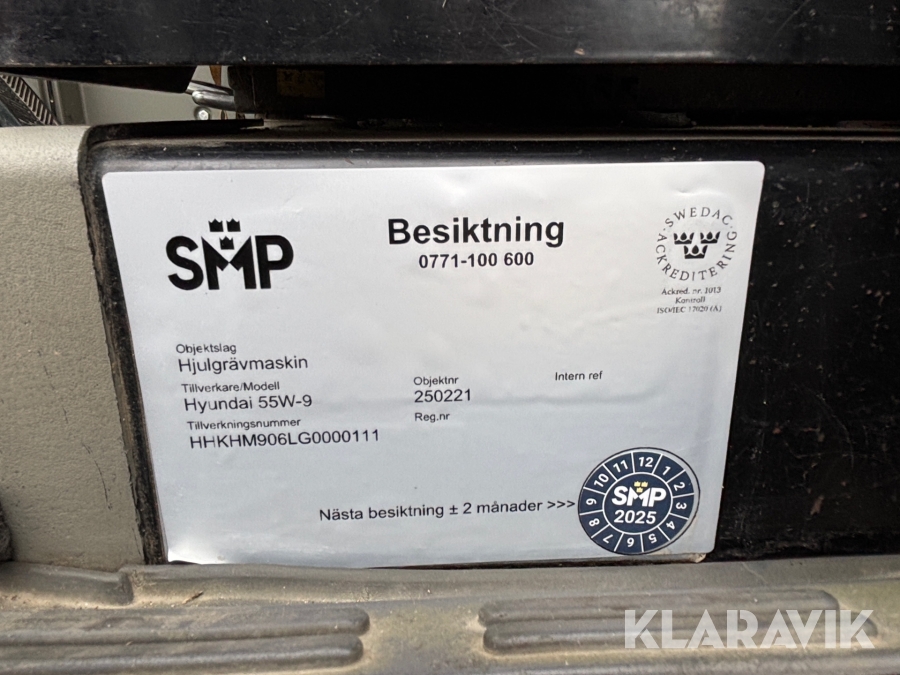 SMP
Besiktning
0771-100 600
SWEDAC
ACKREDITERING
Ackred. nr. 1013
Kontroll
ISO/IEC 17020 (A)
Objektslag
Hjulgrävmaskin
Tillverkare/Modell
Hyundai 55W-9
Objektnr
250221
Intern ref
Tillverkningsnummer
HHKHM906LG0000111
Reg.nr
Nästa besiktning ± 2 månader >>>
1 2 3 4 5 6 7 8 9 10 11 12
SMP
2025
KLARAVIK